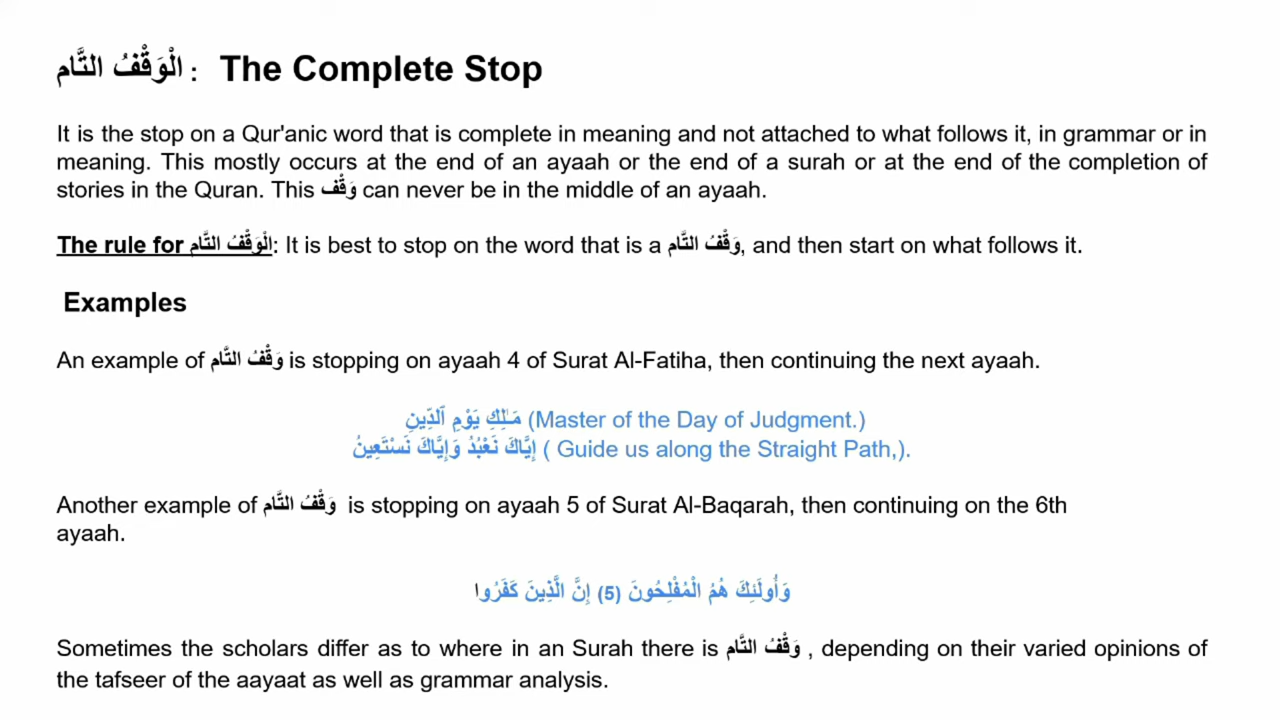 الْوَقْفُ التَّام : The Complete Stop
It is the stop on a Qur'anic word that is complete in meaning and not attached to what follows it, in grammar or in
meaning. This mostly occurs at the end of an ayaah or the end of a surah or at the end of the completion of
stories in the Quran. This وَقْف can never be in the middle of an ayaah.
The rule for الْوَقْفُ التَّام: It is best to stop on the word that is a وَقْفُ التَّام, and then start on what follows it.
Examples
An example of وَقْفُ التَّام is stopping on ayaah 4 of Surat Al-Fatiha, then continuing the next ayaah.
مَـٰلِكِ يَوْمِ ٱلدِّينِ (Master of the Day of Judgment.)
إِيَّاكَ نَعْبُدُ وَإِيَّاكَ نَسْتَعِينُ ( Guide us along the Straight Path,).
Another example of وَقْفُ التَّام is stopping on ayaah 5 of Surat Al-Baqarah, then continuing on the 6th
ayaah.
وَأُولَئِكَ هُمُ الْمُفْلِحُونَ (5) إِنَّ الَّذِينَ كَفَرُوا
Sometimes the scholars differ as to where in an Surah there is وَقْفُ التَّام , depending on their varied opinions of
the tafseer of the aayaat as well as grammar analysis.